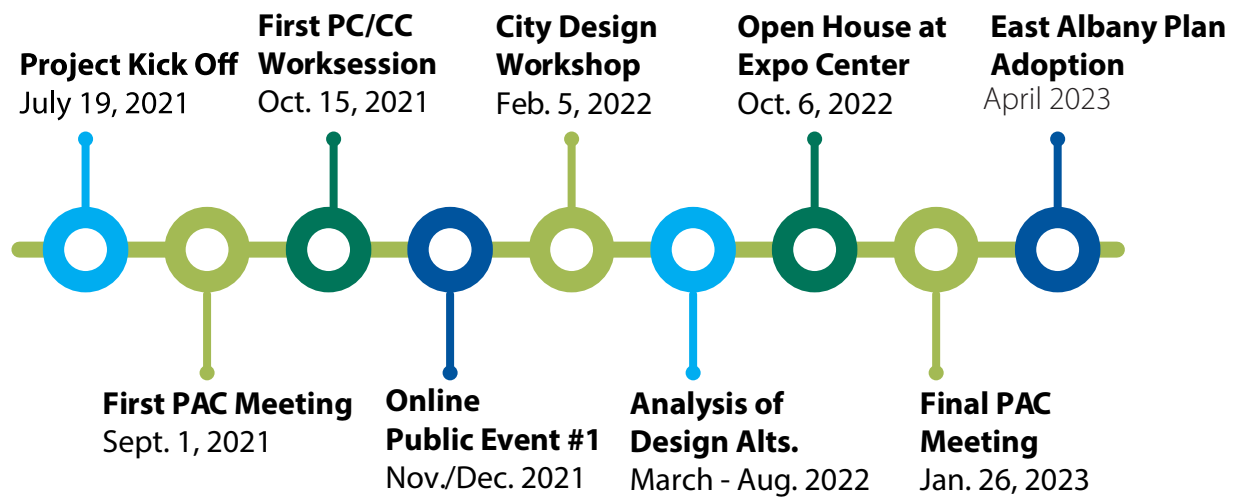 Project Kick Off
July 19, 2021
First PC/CC
Worksession
Oct. 15, 2021
City Design
Workshop
Feb. 5, 2022
Open House at
Expo Center
Oct. 6, 2022
East Albany Plan
Adoption
April 2023
First PAC Meeting
Sept. 1, 2021
Online
Public Event #1
Nov./Dec. 2021
Analysis of
Design Alts.
March - Aug. 2022
Final PAC
Meeting
Jan. 26, 2023